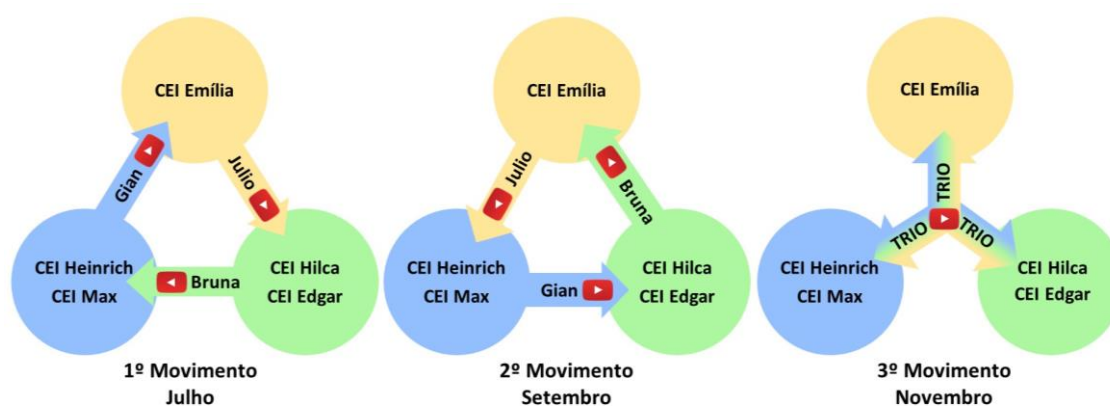 CEI Emília
Gian
Julio
CEI Heinrich
CEI Max
Bruna
CEI Hilca
CEI Edgar
1º Movimento
Julho
CEI Emília
Julio
Bruna
CEI Heinrich
CEI Max
Gian
CEI Hilca
CEI Edgar
2º Movimento
Setembro
CEI Emília
TRIO
TRIO
TRIO
CEI Heinrich
CEI Max
CEI Hilca
CEI Edgar
3º Movimento
Novembro